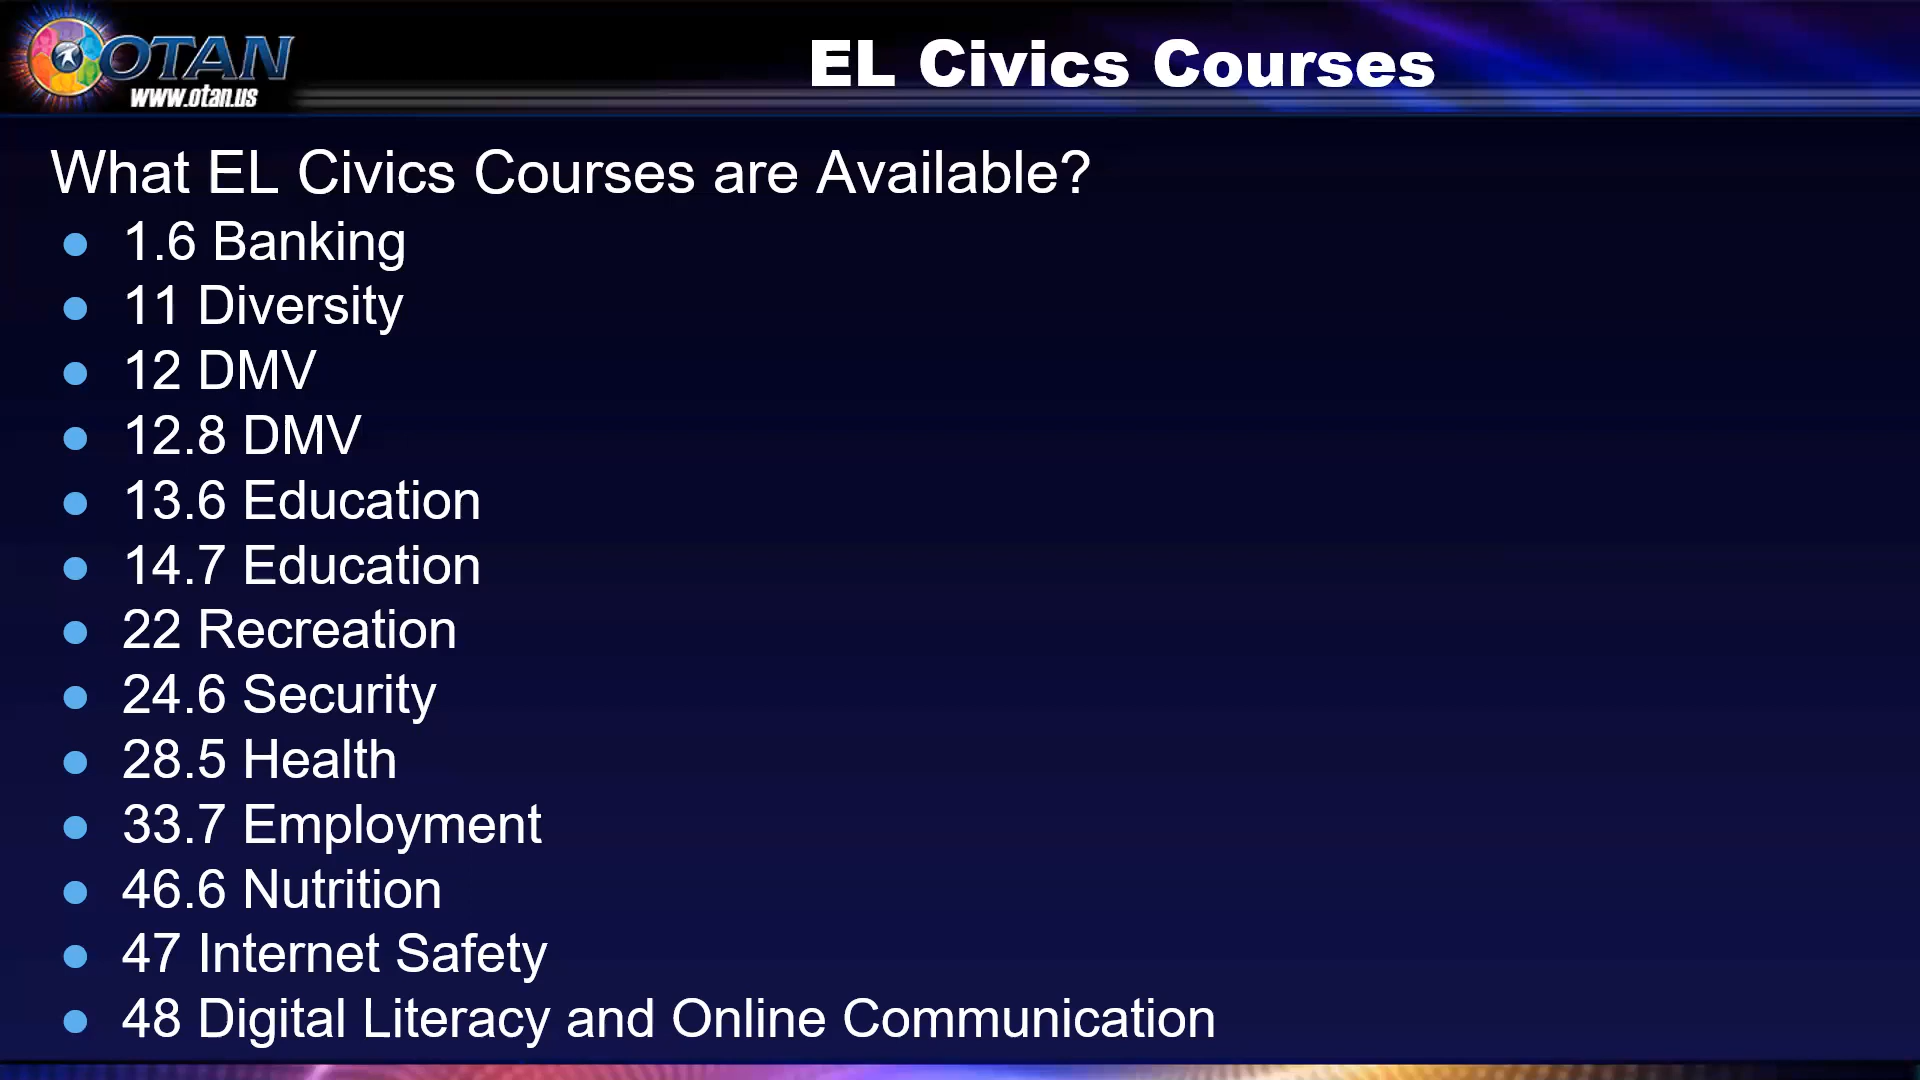 OTAN
www.otan.us
EL Civics Courses
What EL Civics Courses are Available?
● 1.6 Banking
● 11 Diversity
● 12 DMV
● 12.8 DMV
● 13.6 Education
● 14.7 Education
● 22 Recreation
● 24.6 Security
● 28.5 Health
● 33.7 Employment
● 46.6 Nutrition
● 47 Internet Safety
● 48 Digital Literacy and Online Communication